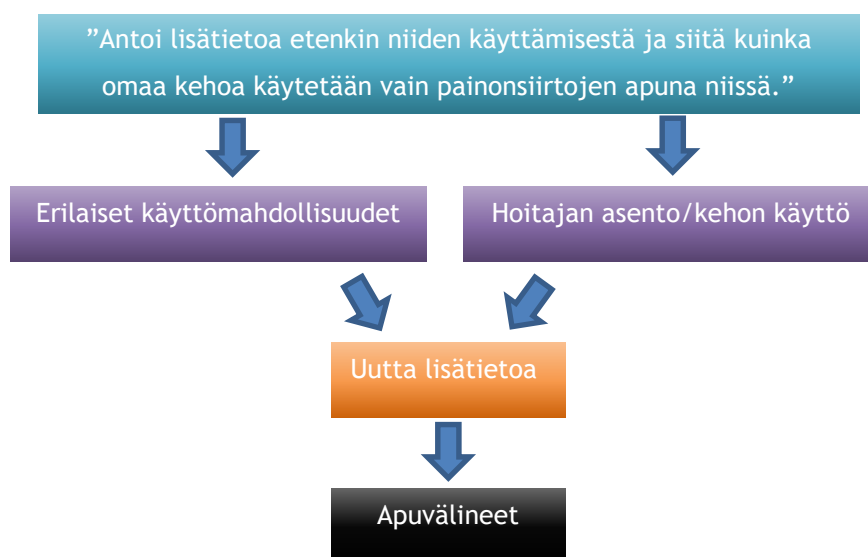 ”Antoi lisätietoa etenkin niiden käyttämisestä ja siitä kuinka
omaa kehoa käytetään vain painonsiirtojen apuna niissä.”
Erilaiset käyttömahdollisuudet
Hoitajan asento/kehon käyttö
Uutta lisätietoa
Apuvälineet